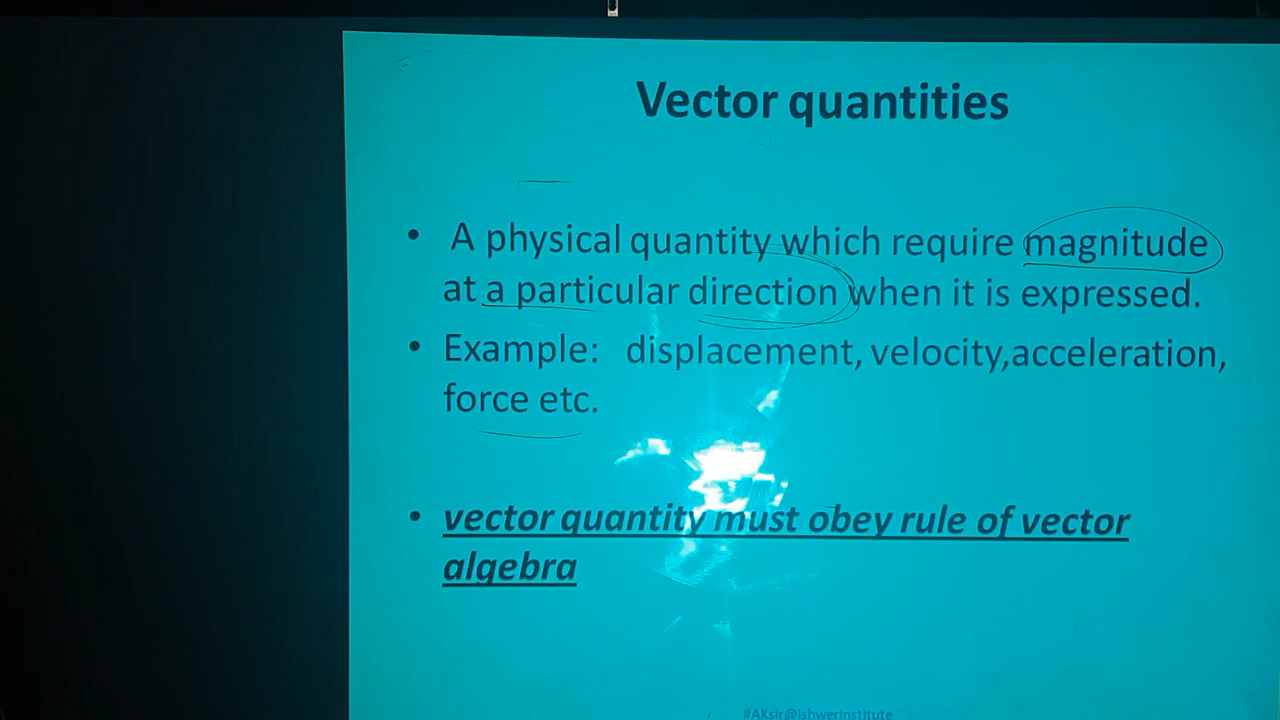 Vector quantities
• A physical quantity which require magnitude
at a particular direction when it is expressed.
• Example: displacement, velocity,acceleration,
force etc.
• vector quantity must obey rule of vector
algebra
#AKsir@Ishwerinstitute